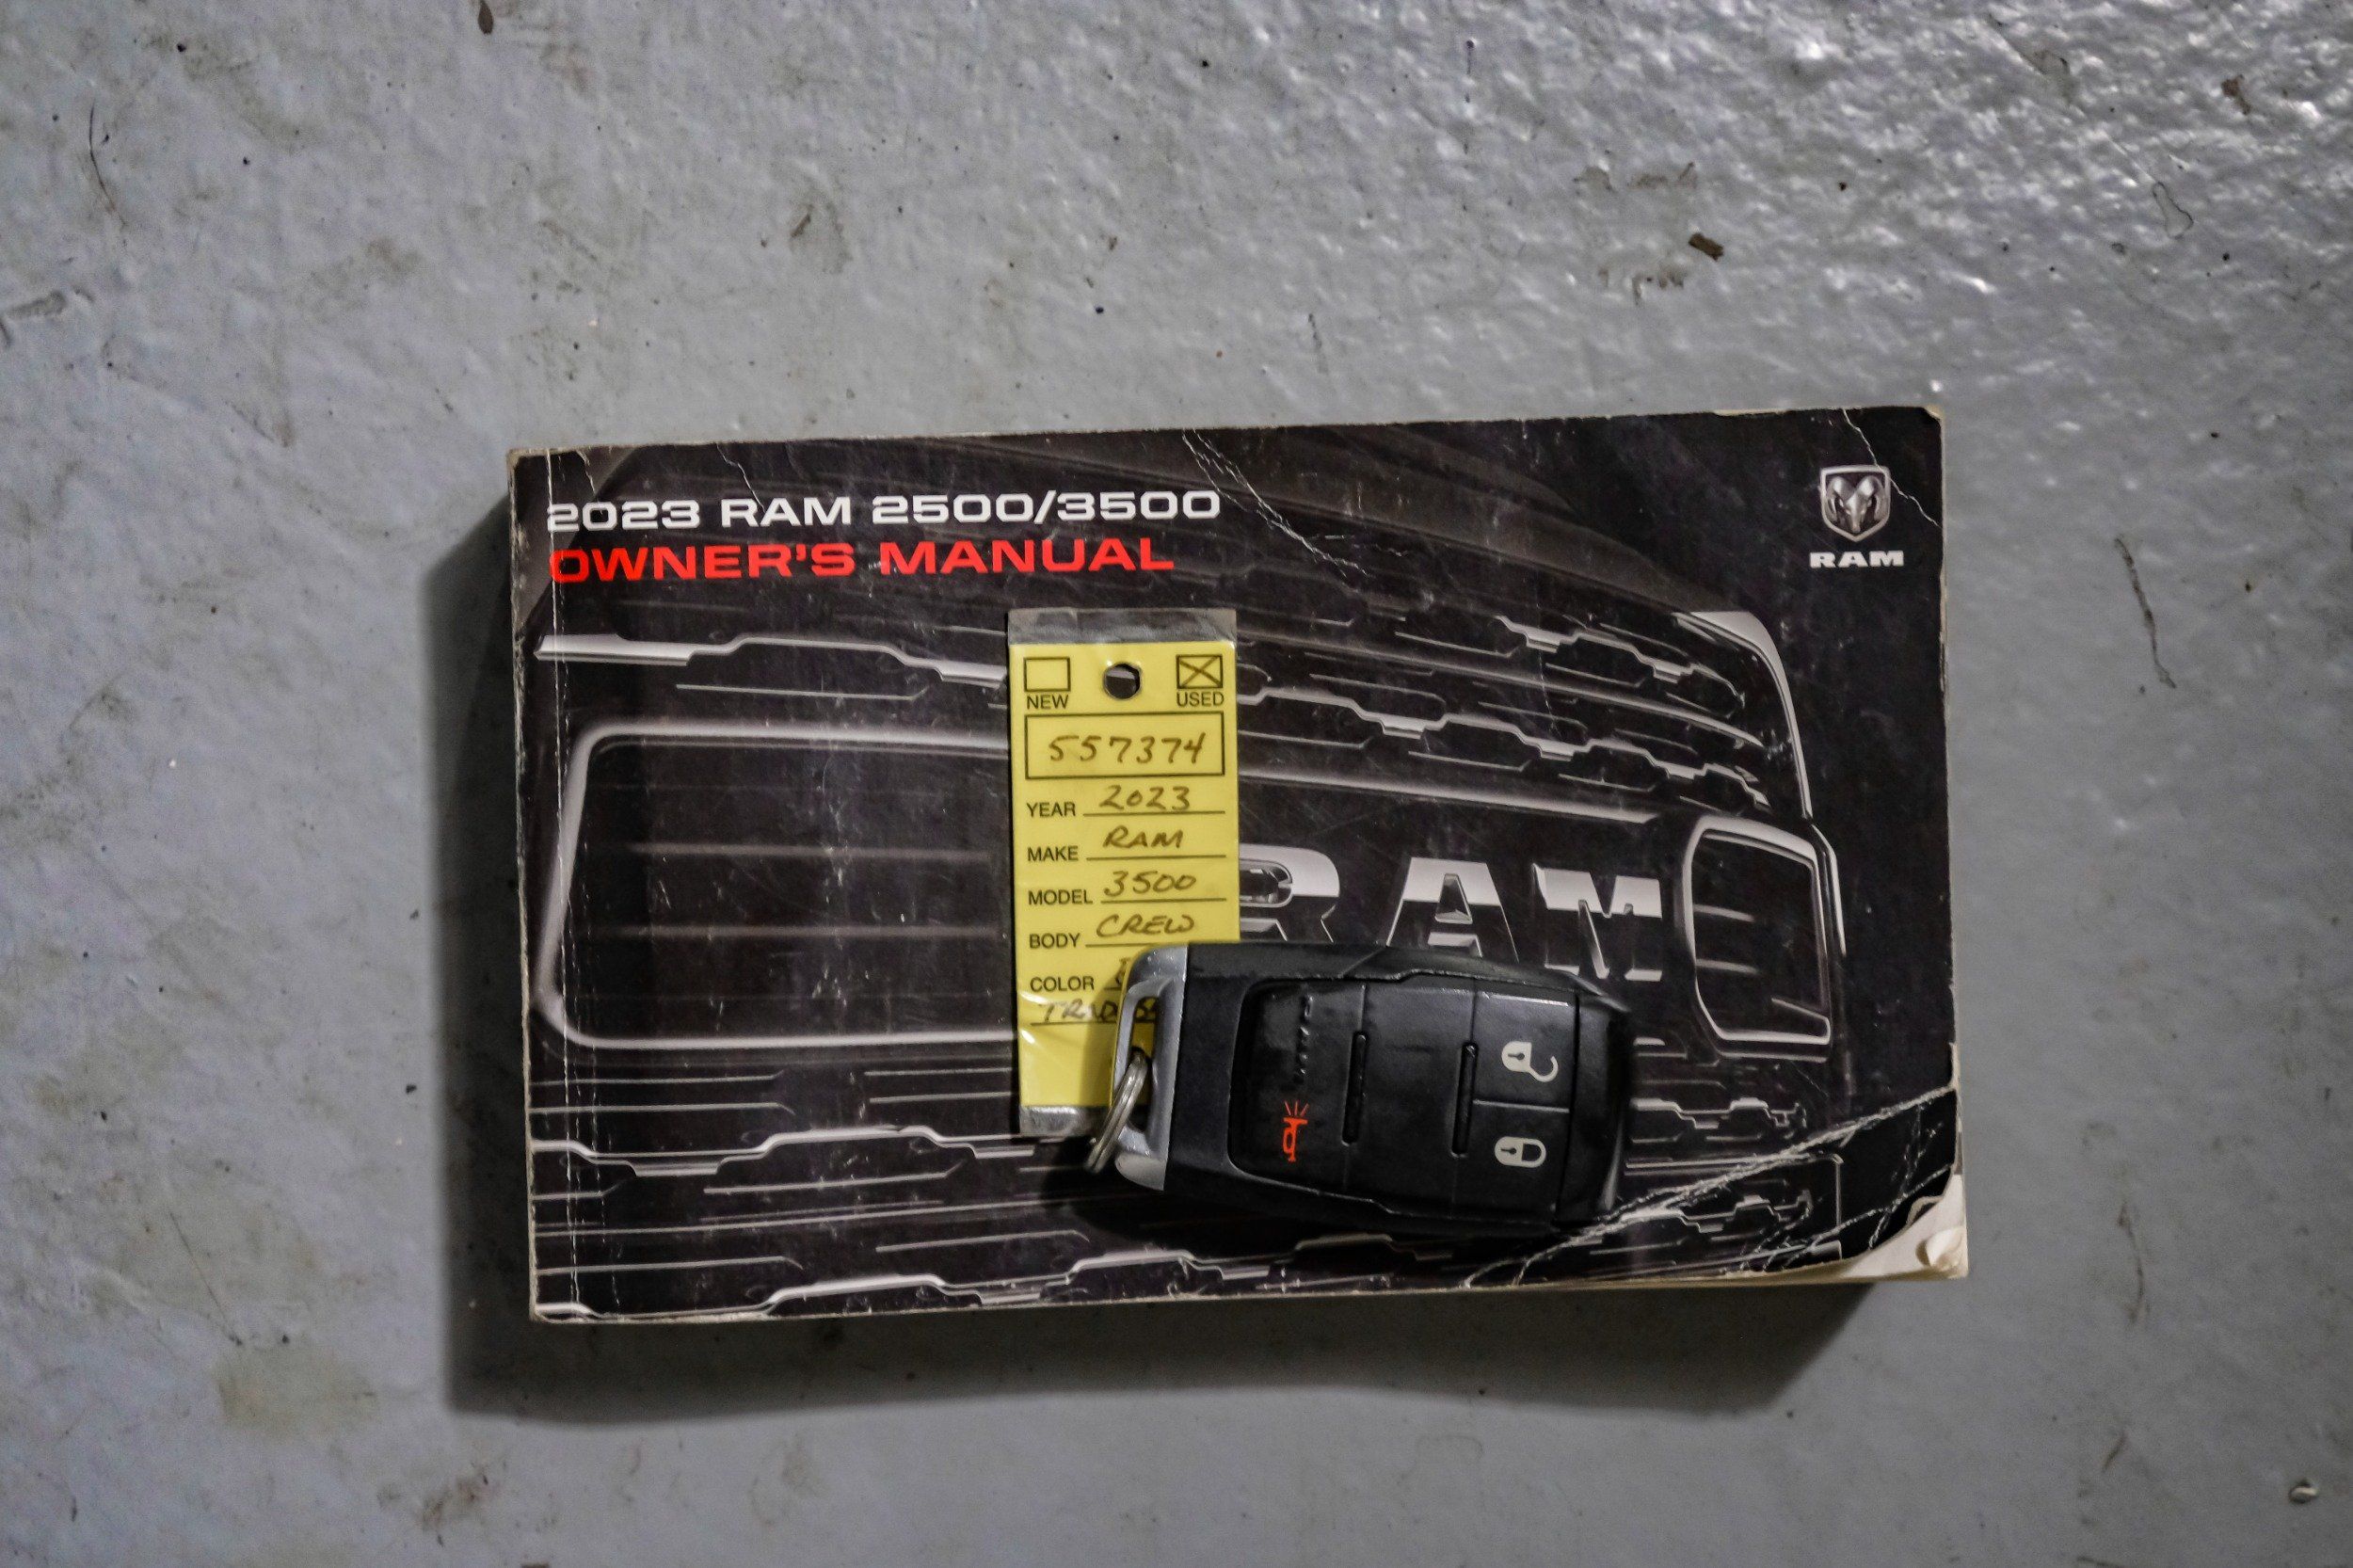 2023 RAM 2500/3500
OWNER'S MANUAL
RAM
NEW USED
557374
YEAR 2023
MAKE RAM
MODEL 3500
BODY CREW
COLOR
RAM